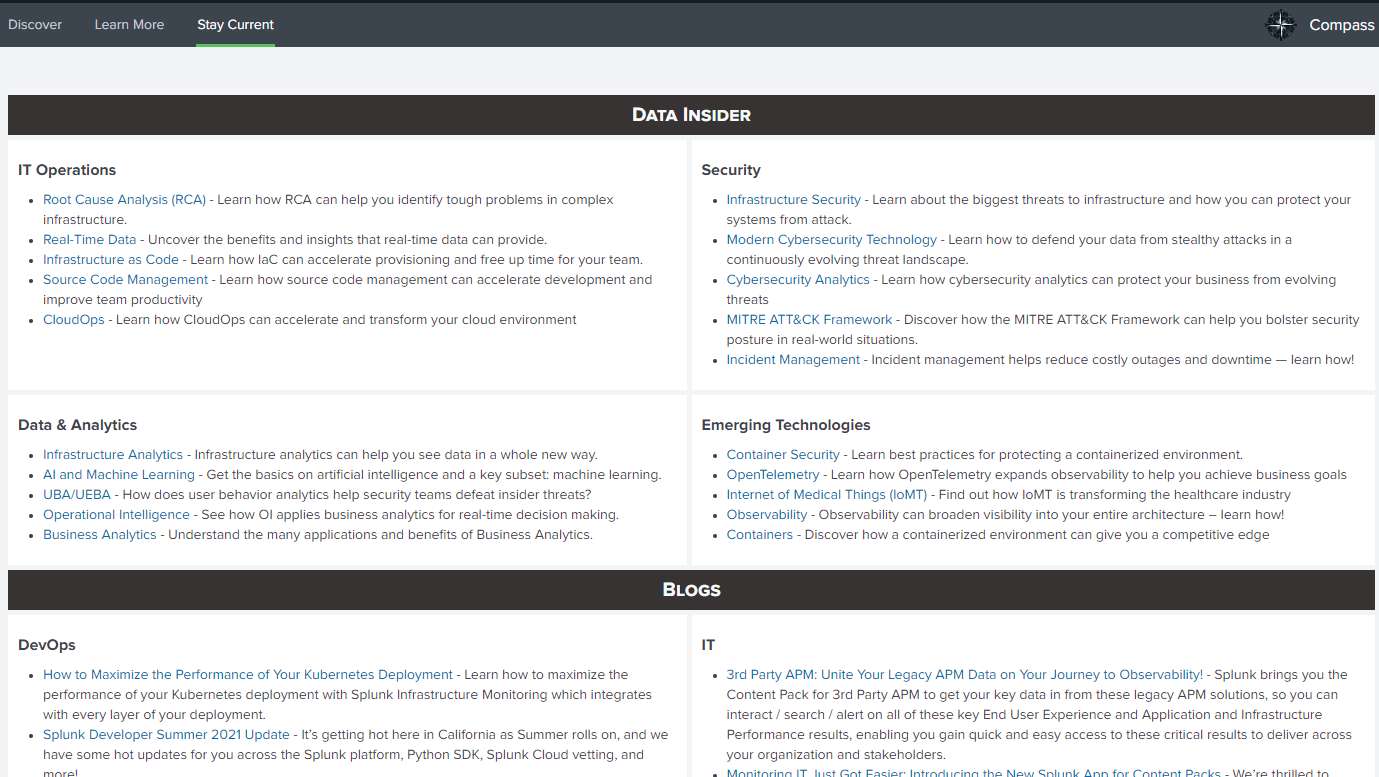 Discover Learn More Stay Current Compass
DATA INSIDER
IT Operations
Root Cause Analysis (RCA) - Learn how RCA can help you identify tough problems in complex
infrastructure.
Real-Time Data - Uncover the benefits and insights that real-time data can provide.
Infrastructure as Code - Learn how IaC can accelerate provisioning and free up time for your team.
Source Code Management - Learn how source code management can accelerate development and
improve team productivity
CloudOps - Learn how CloudOps can accelerate and transform your cloud environment
Security
Infrastructure Security - Learn about the biggest threats to infrastructure and how you can protect your
systems from attack.
Modern Cybersecurity Technology - Learn how to defend your data from stealthy attacks in a
continuously evolving threat landscape.
Cybersecurity Analytics - Learn how cybersecurity analytics can protect your business from evolving
threats
MITRE ATT&CK Framework - Discover how the MITRE ATT&CK Framework can help you bolster security
posture in real-world situations.
Incident Management - Incident management helps reduce costly outages and downtime — learn how!
Data & Analytics
Infrastructure Analytics - Infrastructure analytics can help you see data in a whole new way.
AI and Machine Learning - Get the basics on artificial intelligence and a key subset: machine learning.
UBA/UEBA - How does user behavior analytics help security teams defeat insider threats?
Operational Intelligence - See how OI applies business analytics for real-time decision making.
Business Analytics - Understand the many applications and benefits of Business Analytics.
Emerging Technologies
Container Security - Learn best practices for protecting a containerized environment.
OpenTelemetry - Learn how OpenTelemetry expands observability to help you achieve business goals
Internet of Medical Things (IoMT) - Find out how IoMT is transforming the healthcare industry
Observability - Observability can broaden visibility into your entire architecture – learn how!
Containers - Discover how a containerized environment can give you a competitive edge
BLOGS
DevOps
How to Maximize the Performance of Your Kubernetes Deployment - Learn how to maximize the
performance of your Kubernetes deployment with Splunk Infrastructure Monitoring which integrates
with every layer of your deployment.
Splunk Developer Summer 2021 Update - It's getting hot here in California as Summer rolls on, and we
have some hot updates for you across the Splunk platform, Python SDK, Splunk Cloud vetting, and
more!
IT
3rd Party APM: Unite Your Legacy APM Data on Your Journey to Observability! - Splunk brings you the
Content Pack for 3rd Party APM to get your key data in from these legacy APM solutions, so you can
interact / search / alert on all of these key End User Experience and Application and Infrastructure
Performance results, enabling you gain quick and easy access to these critical results to deliver across
your organization and stakeholders.
Monitoring IT Just Got Easier: Introducing the New Splunk App for Content Packs - We're thrilled to